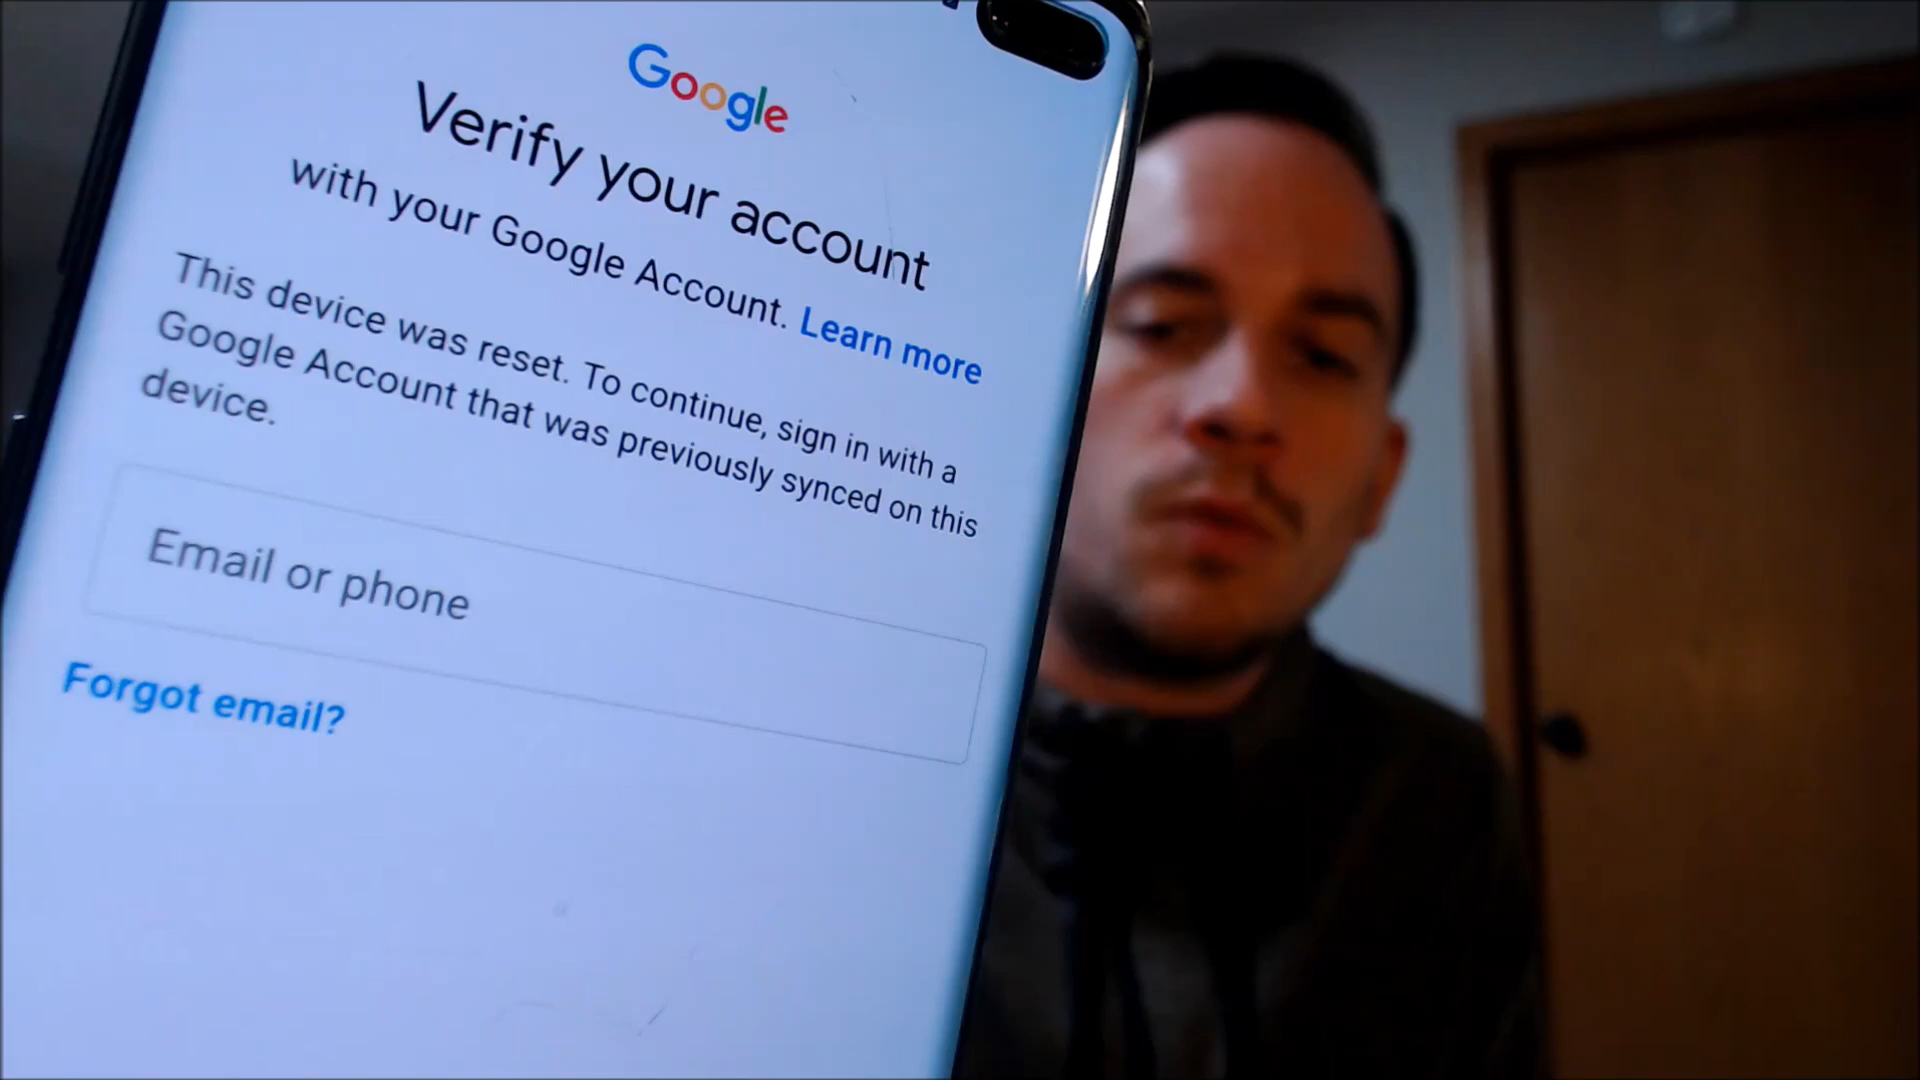 Google
Verify your account
with your Google Account. Learn more
This device was reset. To continue, sign in with a
Google Account that was previously synced on this
device.
Email or phone
Forgot email?